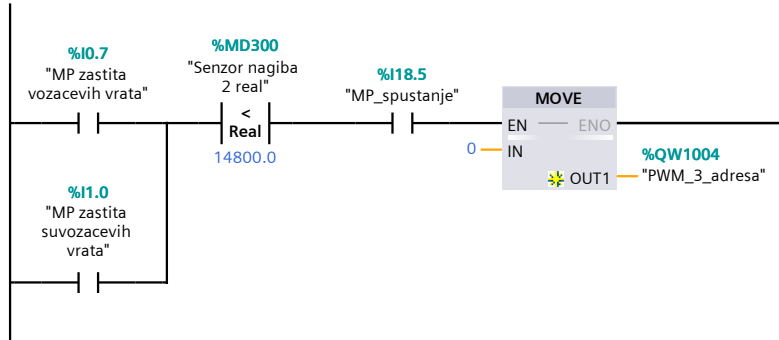 %I0.7
"MP zastita
vozacevih vrata"
%MD300
"Senzor nagiba
2 real"
<
Real
14800.0
%I18.5
"MP_spustanje"
MOVE
EN ENO
0 IN
%QW1004
OUT1 "PWM_3_adresa"
%I1.0
"MP zastita
suvozacevih
vrata"